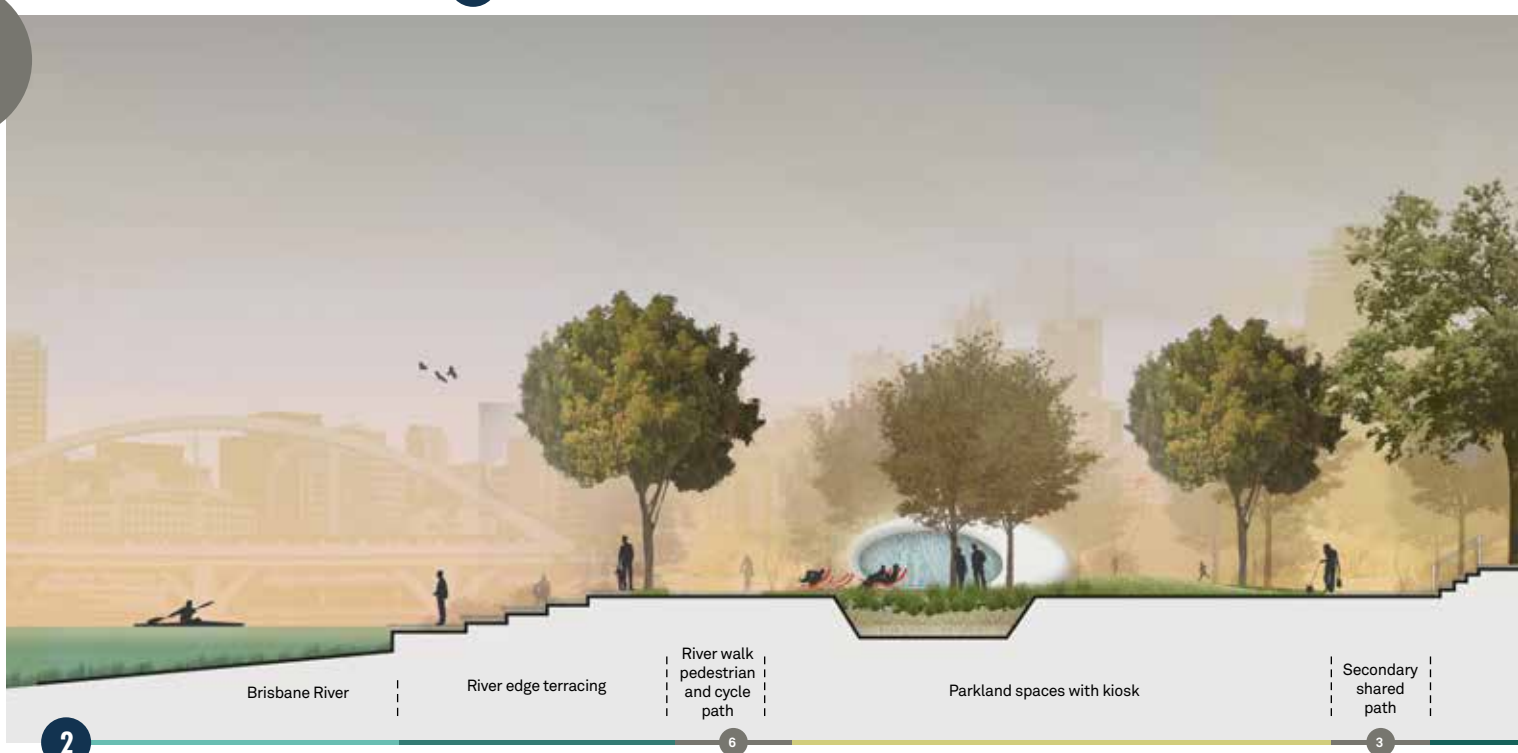 Brisbane River
River edge terracing
River walk
pedestrian
and cycle
path
Parkland spaces with kiosk
Secondary
shared
path
2
6
3